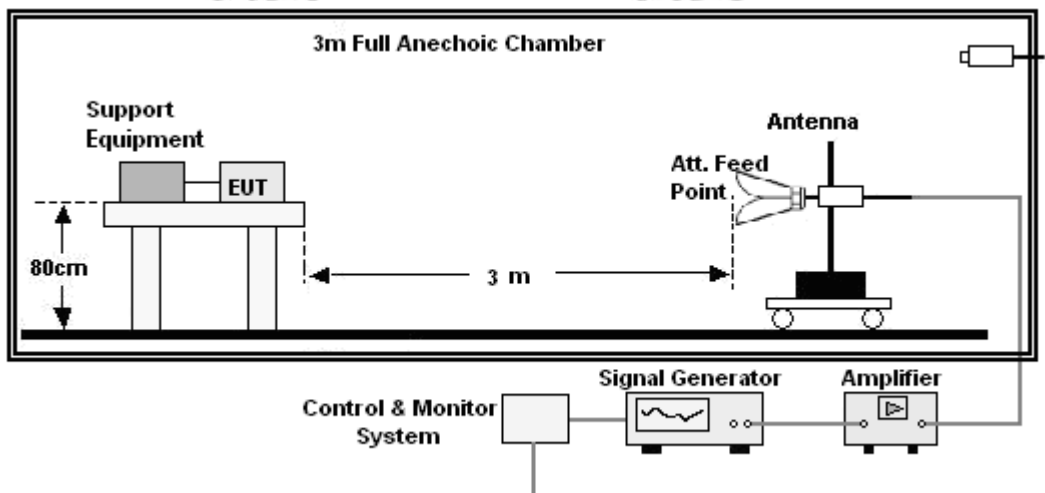 3m Full Anechoic Chamber
Support
Equipment
EUT
80cm
3 m
Antenna
Att. Feed
Point
Signal Generator
Amplifier
Control & Monitor
System